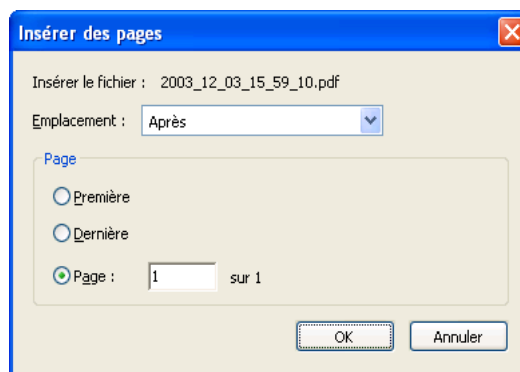 Insérer des pages
Insérer le fichier : 2003_12_03_15_59_10.pdf
Emplacement : Après
Page
Première
Dernière
Page : 1 sur 1
OK Annuler